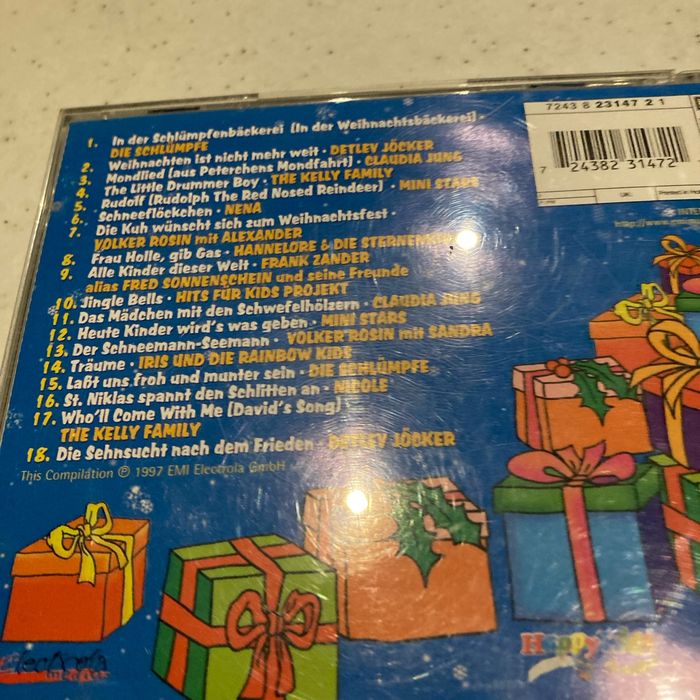 7243 8 23147 2 1
7 24382 31472
1. In der Schlümpfenbäckerei (In der Weihnachtsbäckerei) ·
DIE SCHLÜMPFE
2. Weihnachten ist nicht mehr weit · DETLEV JÖCKER
3. Mondlied (aus Peterchens Mondfahrt) · CLAUDIA JUNG
4. The Little Drummer Boy · THE KELLY FAMILY
5. Rudolf (Rudolph The Red Nosed Reindeer) · MINI STARS
6. Schneeflöckchen · NENA
7. Die Kuh wünscht sich zum Weihnachtsfest ·
VOLKER ROSIN mit ALEXANDER
8. Frau Holle, gib Gas · HANNELORE & DIE
9. Alle Kinder dieser Welt · FRANK ZANDER
alias FRED SONNENSCHEIN und seine Freunde
10. Jingle Bells · HITS FÜR KIDS PROJEKT
11. Das Mädchen mit den Schwefelhölzern · CLAUDIA JUNG
12. Heute Kinder wird's was geben · MINI STARS
13. Der Schneemann-Seemann · VOLKER ROSIN mit SANDRA
14. Träume · IRIS UND DIE RAINBOW KIDS
15. Laßt uns froh und munter sein · DIE SCHLÜMPFE
16. St. Niklas spannt den Schlitten an · NICOLE
17. Who'll Come With Me (David's Song) ·
THE KELLY FAMILY
18. Die Sehnsucht nach dem Frieden · DETLEV JÖCKER
This Compilation ℗ 1997 EMI Electrola GmbH
Happy